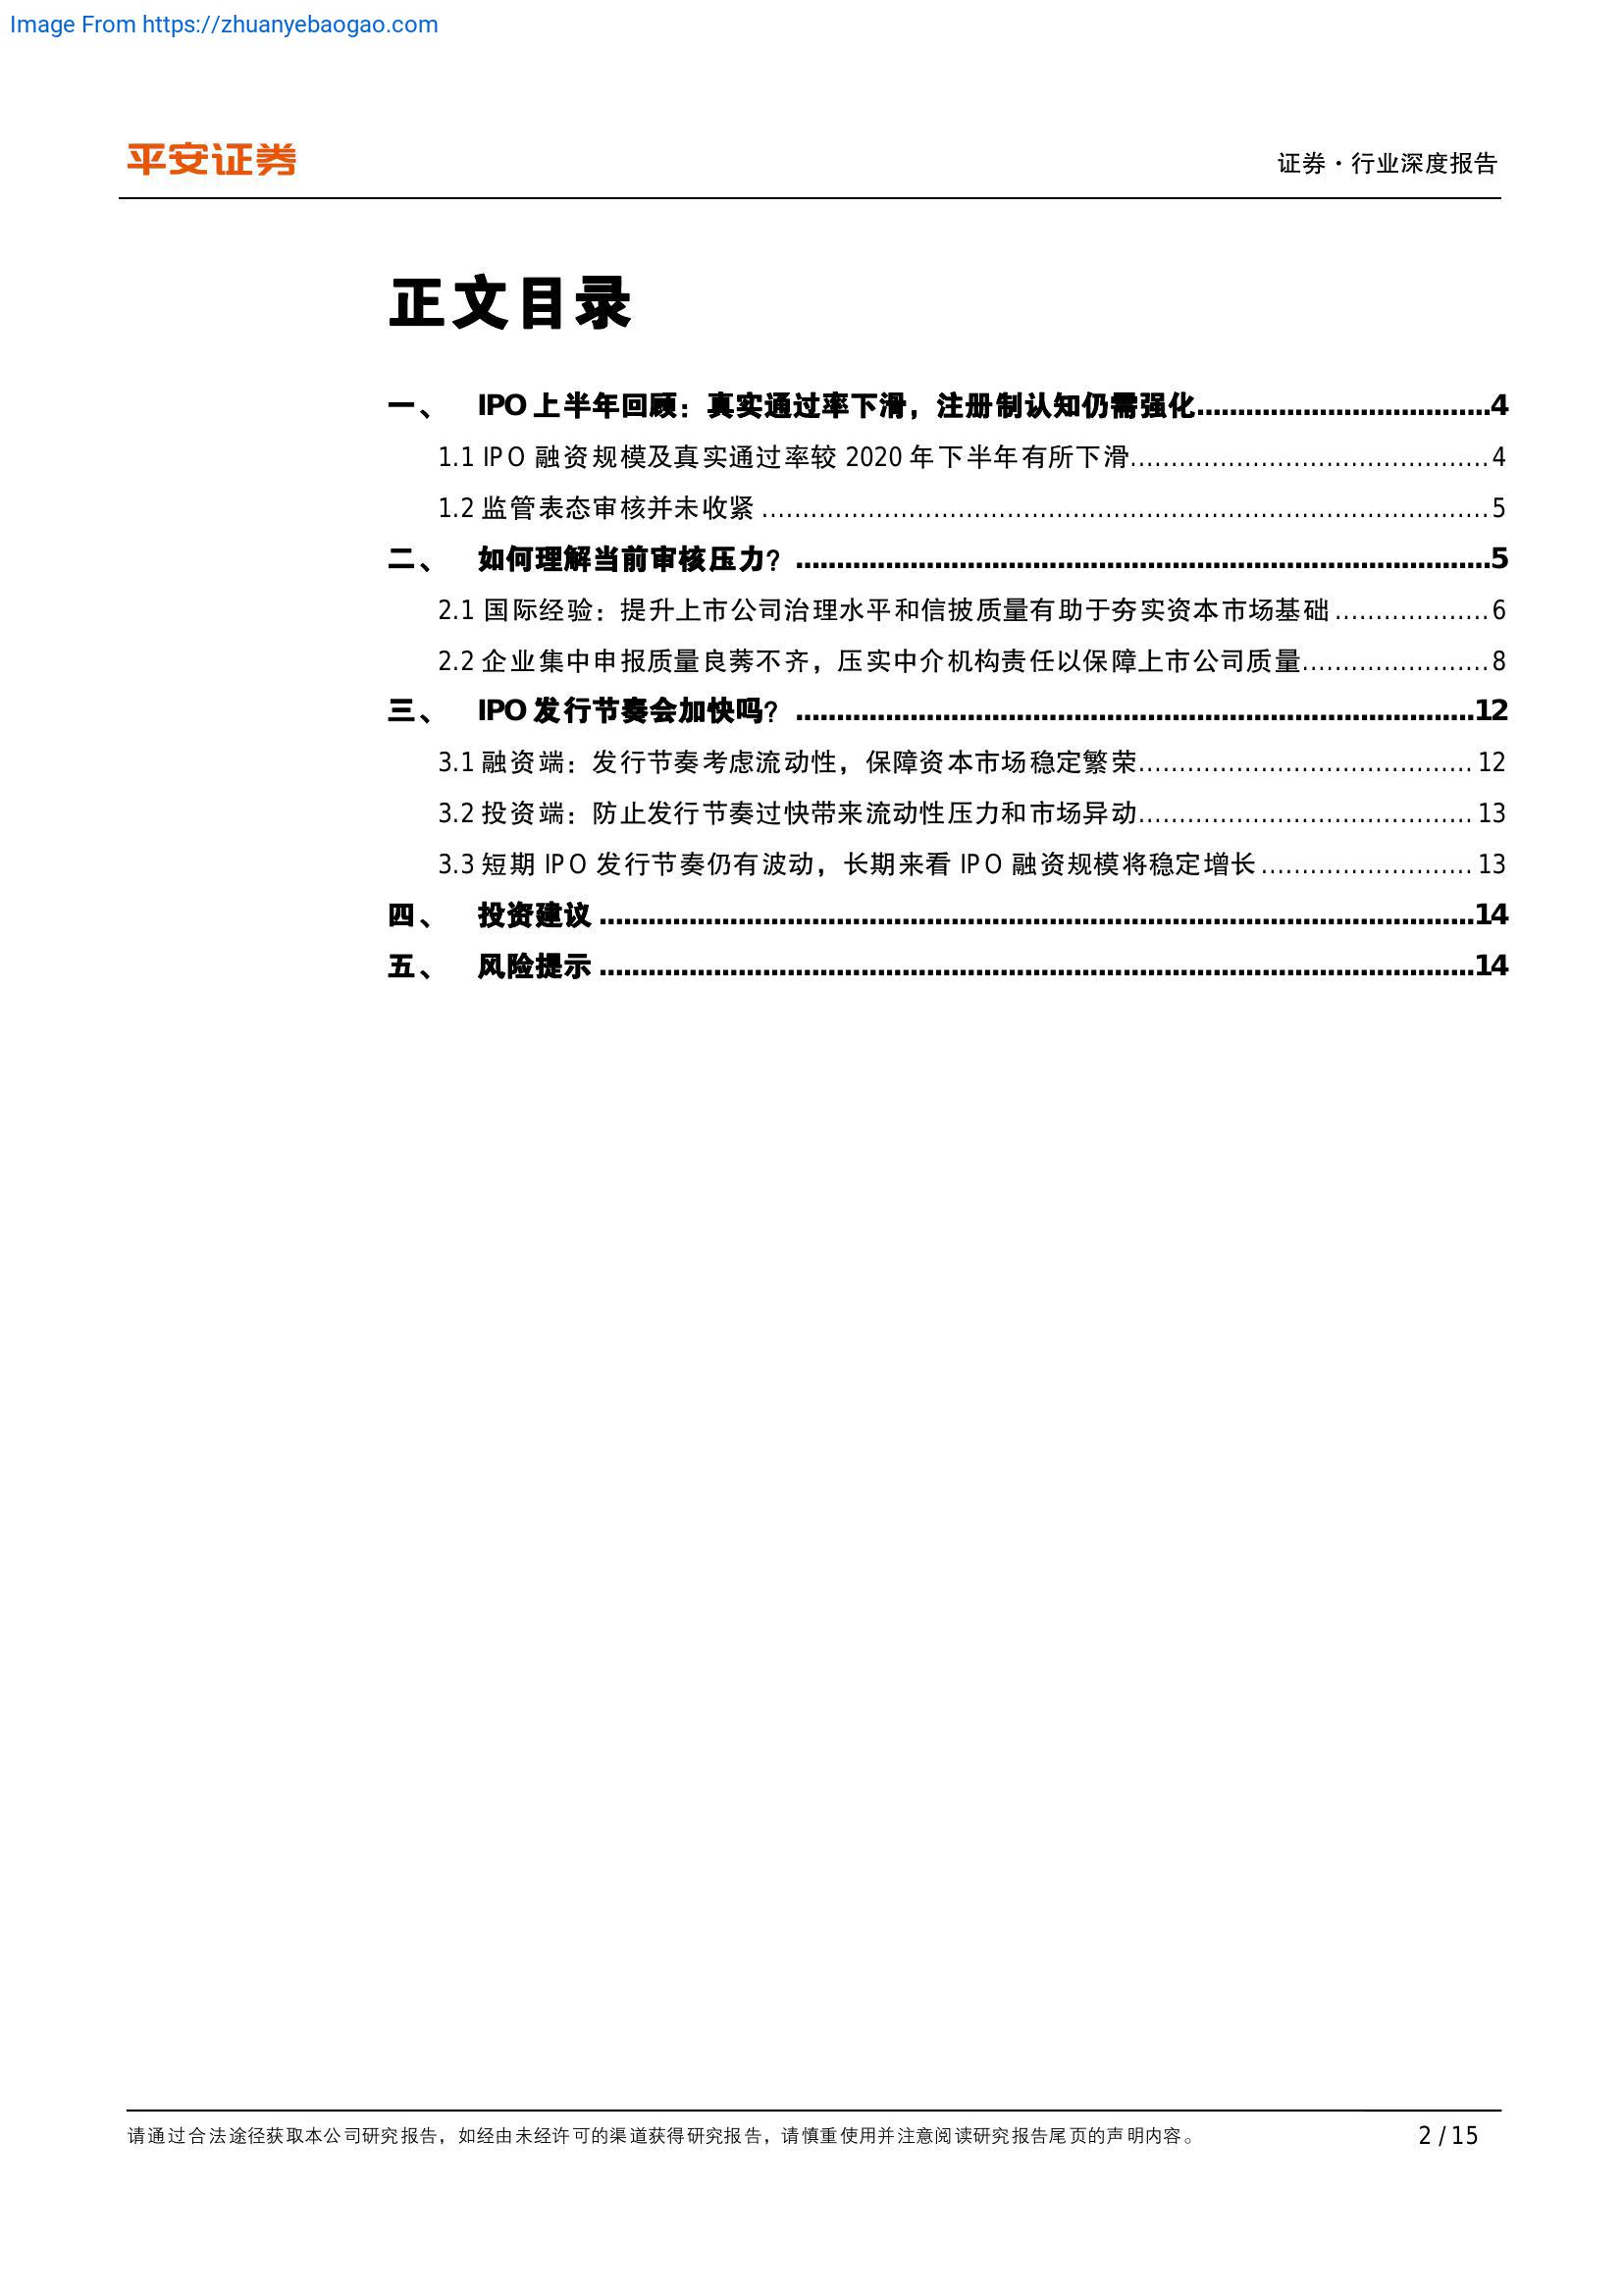 Image From https://zhuanyebaogao.com
平安证券
证券·行业深度报告
正文目录
一、 IPO 上半年回顾：真实通过率下滑，注册制认知仍需强化....................................4
1.1 IPO 融资规模及真实通过率较 2020 年下半年有所下滑............................................4
1.2 监管表态审核并未收紧 .........................................................................................5
二、 如何理解当前审核压力？ .....................................................................................5
2.1 国际经验：提升上市公司治理水平和信披质量有助于夯实资本市场基础 ...................6
2.2 企业集中申报质量良莠不齐，压实中介机构责任以保障上市公司质量.......................8
三、 IPO 发行节奏会加快吗？ ...................................................................................12
3.1 融资端：发行节奏考虑流动性，保障资本市场稳定繁荣.........................................12
3.2 投资端：防止发行节奏过快带来流动性压力和市场异动.........................................13
3.3 短期 IPO 发行节奏仍有波动，长期来看 IPO 融资规模将稳定增长 ..........................13
四、 投资建议 ...........................................................................................................14
五、 风险提示 ...........................................................................................................14
请通过合法途径获取本公司研究报告，如经由未经许可的渠道获得研究报告，请慎重使用并注意阅读研究报告尾页的声明内容。
2 / 15